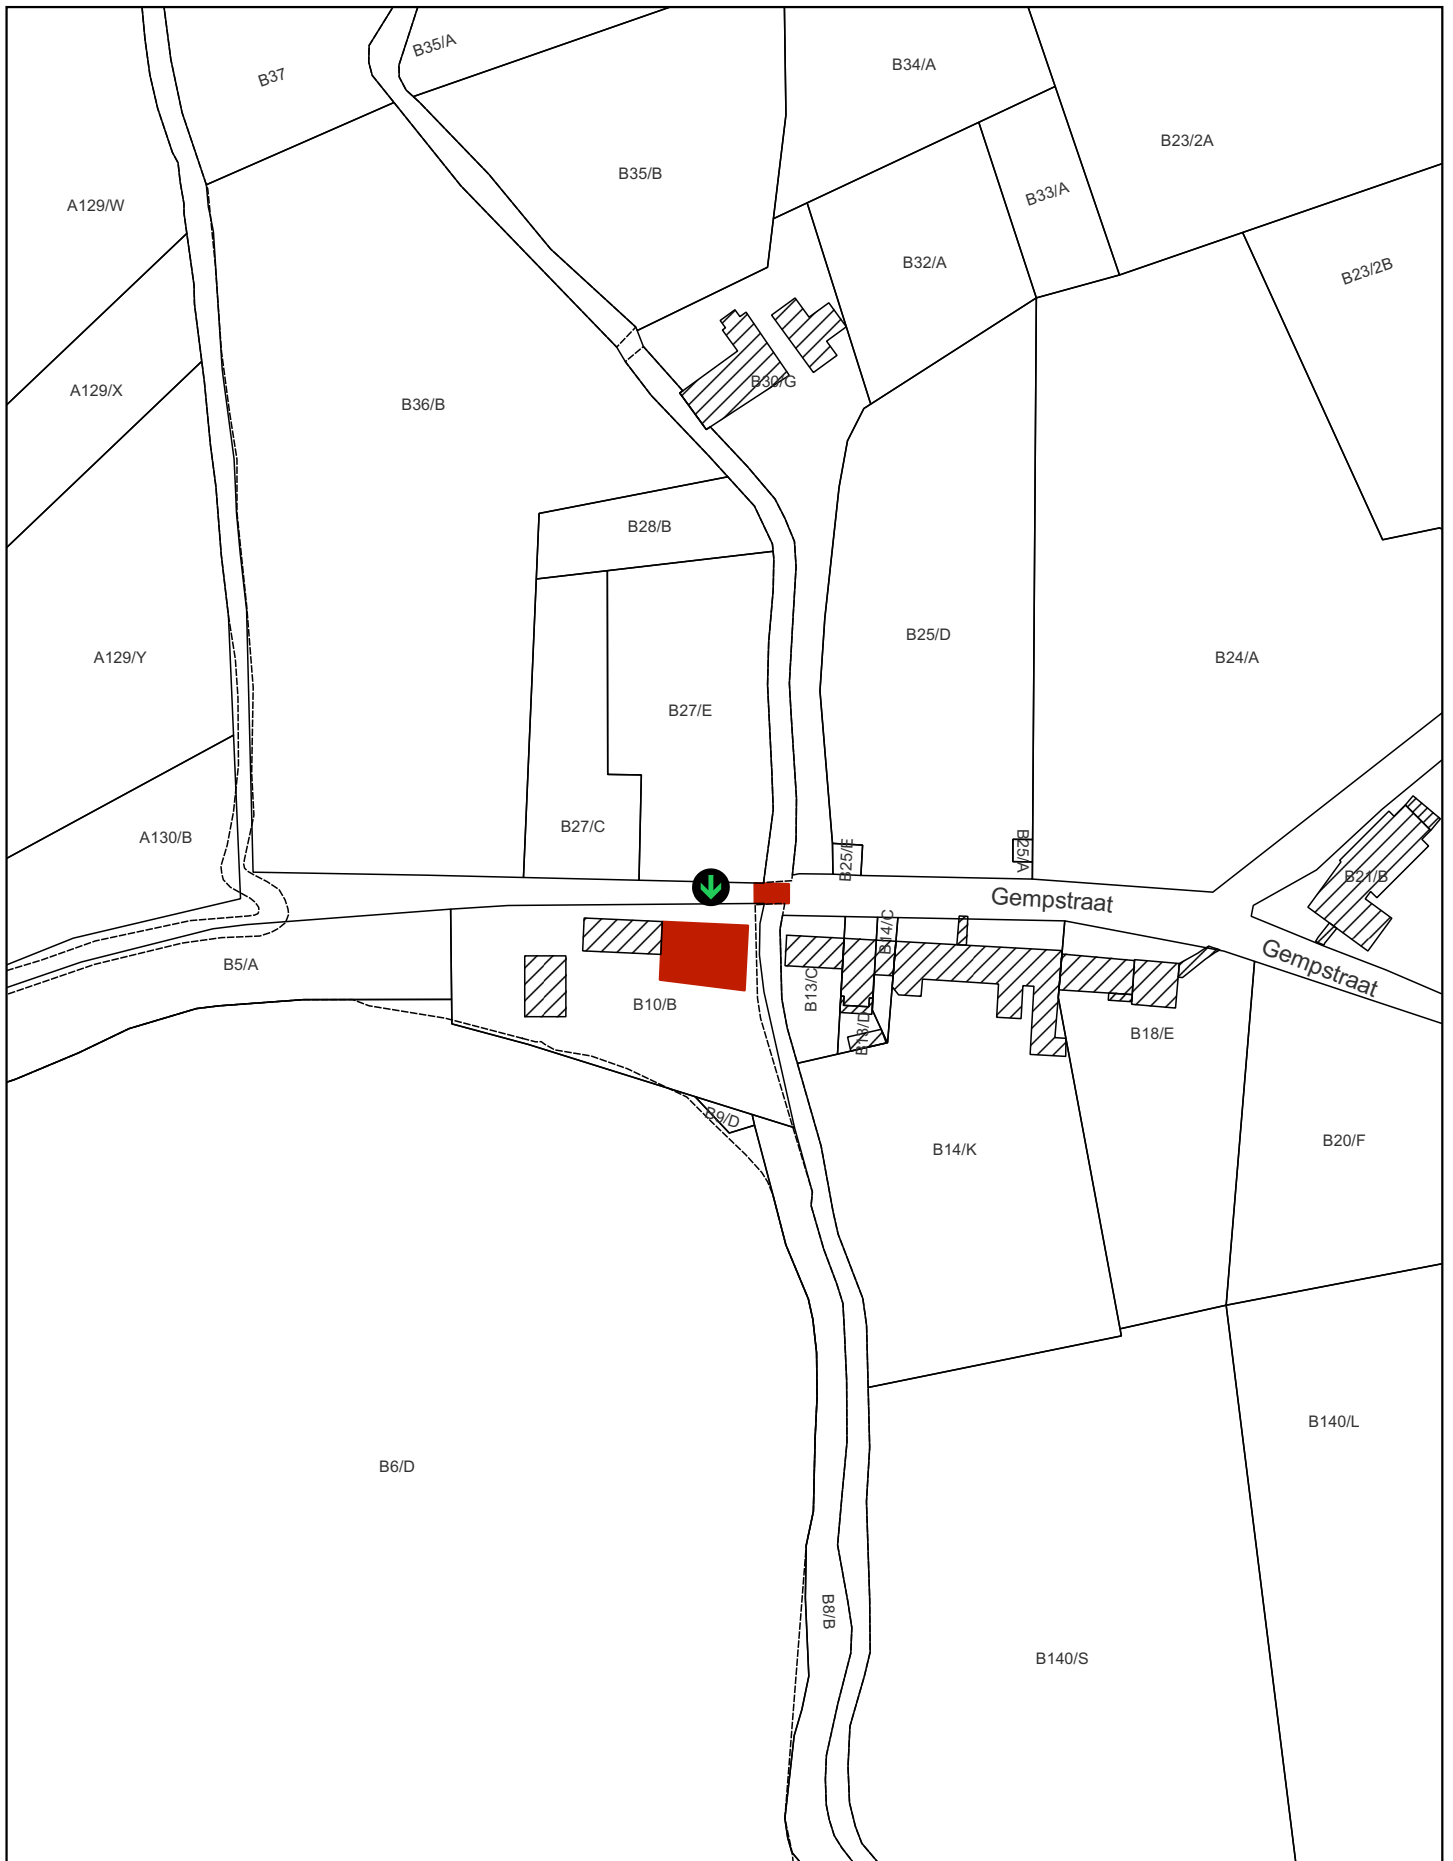 B35/A
B37
B34/A
B23/2A
B35/B
B33/A
A129/W
B32/A
B23/2B
A129/X
B30/G
B36/B
B28/B
B25/D
A129/Y
B24/A
B27/E
B27/C
A130/B
B25/E
B25/A
B21/B
Gempstraat
B14/C
Gempstraat
B5/A
B13/C
B10/B
B13/D
B18/E
B9/D
B14/K
B20/F
B140/L
B6/D
B8/B
B140/S